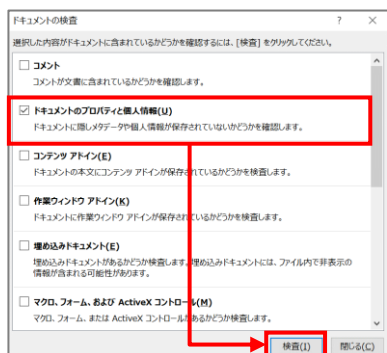 ドキュメントの検査
? ×
選択した内容がドキュメントに含まれているかどうかを確認するには、[検査] をクリックしてください。
コメント
コメントが文書に含まれているかどうかを確認します。
ドキュメントのプロパティと個人情報(U)
ドキュメントに隠しメタデータや個人情報が保存されていないかどうかを確認します。
コンテンツ アドイン(E)
ドキュメントの本文にコンテンツ アドインが保存されているかどうかを検査します。
作業ウィンドウ アドイン(K)
ドキュメントに作業ウィンドウ アドインが保存されているかどうかを検査します。
埋め込みドキュメント(E)
埋め込みドキュメントがあるかどうか検査します。埋め込みドキュメントには、ファイル内で非表示の
情報が含まれる可能性があります。
マクロ、フォーム、および ActiveX コントロール(M)
マクロ、フォーム、または ActiveX コントロールがあるかどうか検査します。
検査(I)
閉じる(C)